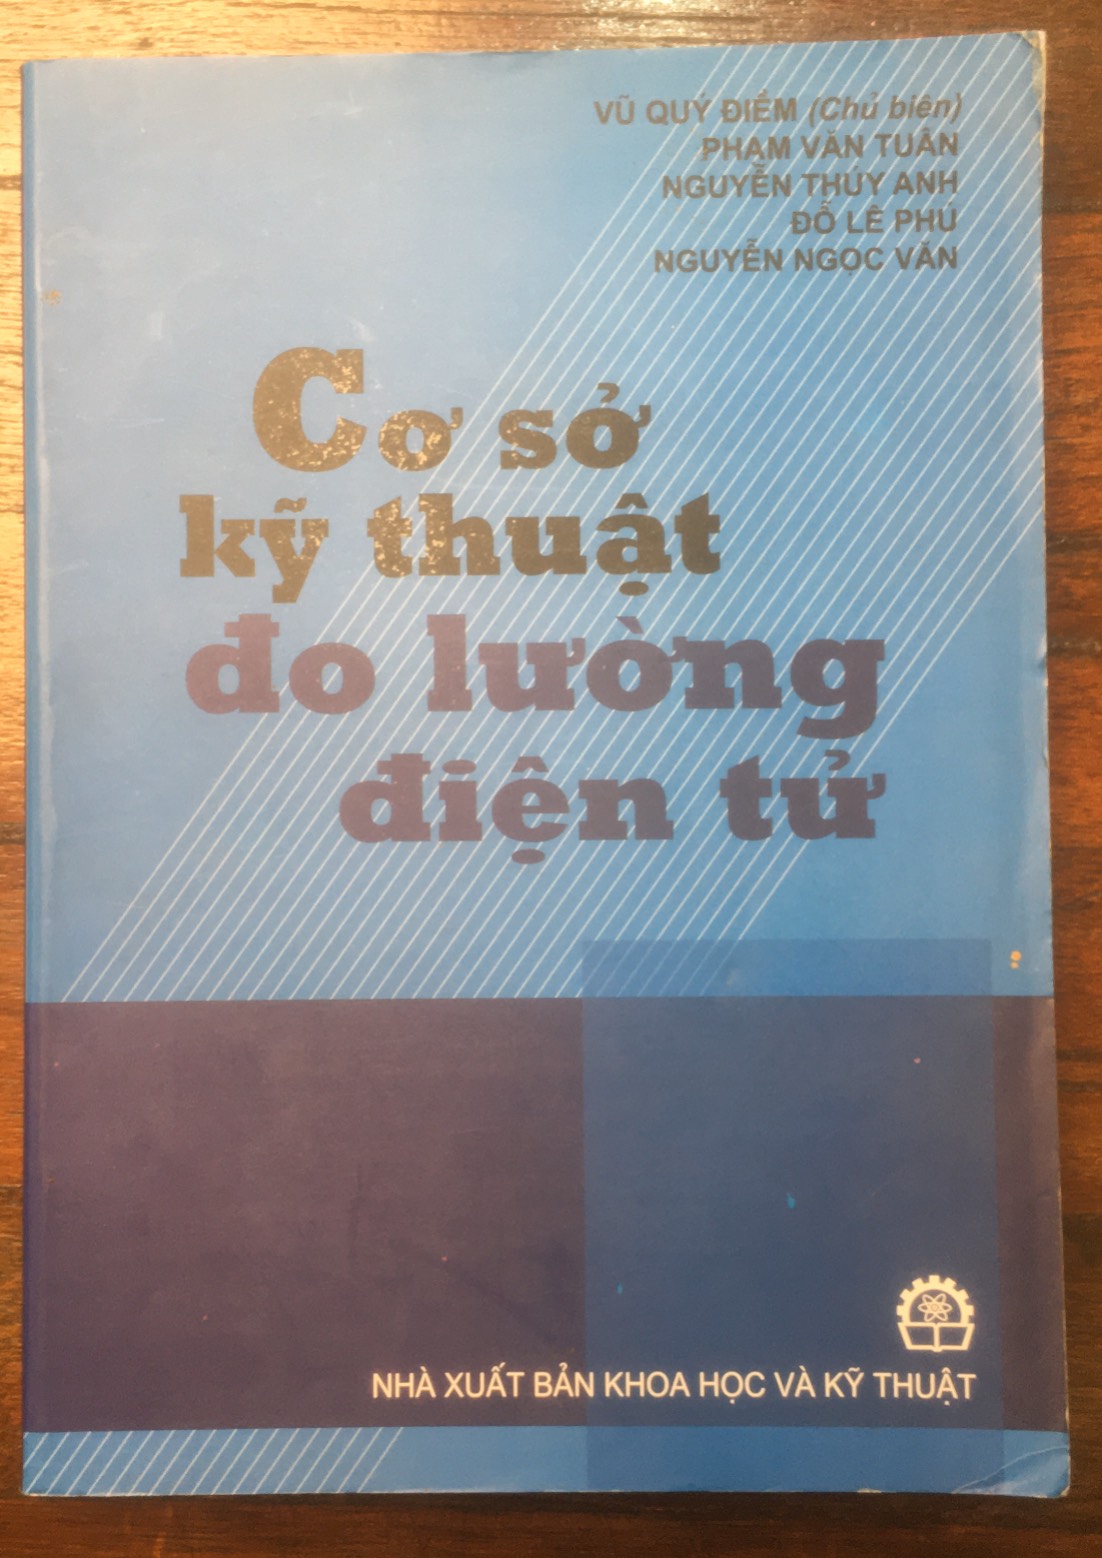 VŨ QUÝ ĐIỀM (Chủ biên)
PHẠM VĂN TUÂN
NGUYỄN THÚY ANH
ĐỖ LÊ PHÚ
NGUYỄN NGỌC VĂN
Cơ sở
kỹ thuật
đo lường
điện tử
NHÀ XUẤT BẢN KHOA HỌC VÀ KỸ THUẬT